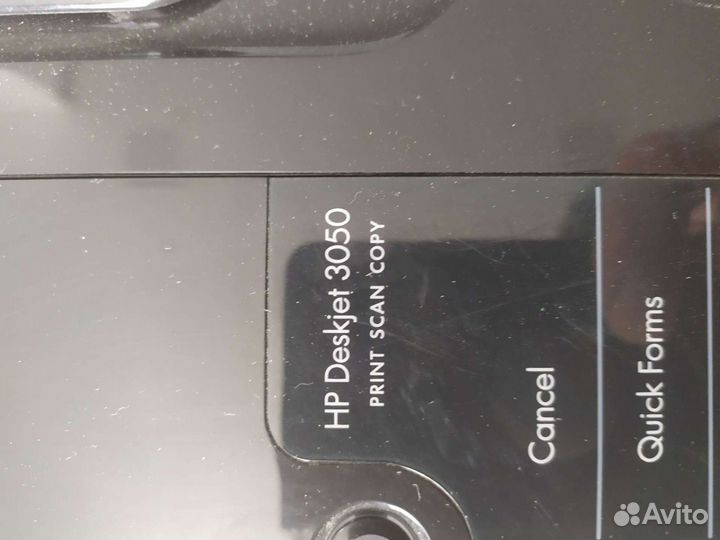 HP Deskjet 3050
PRINT SCAN COPY
Cancel
Quick Forms
Avito